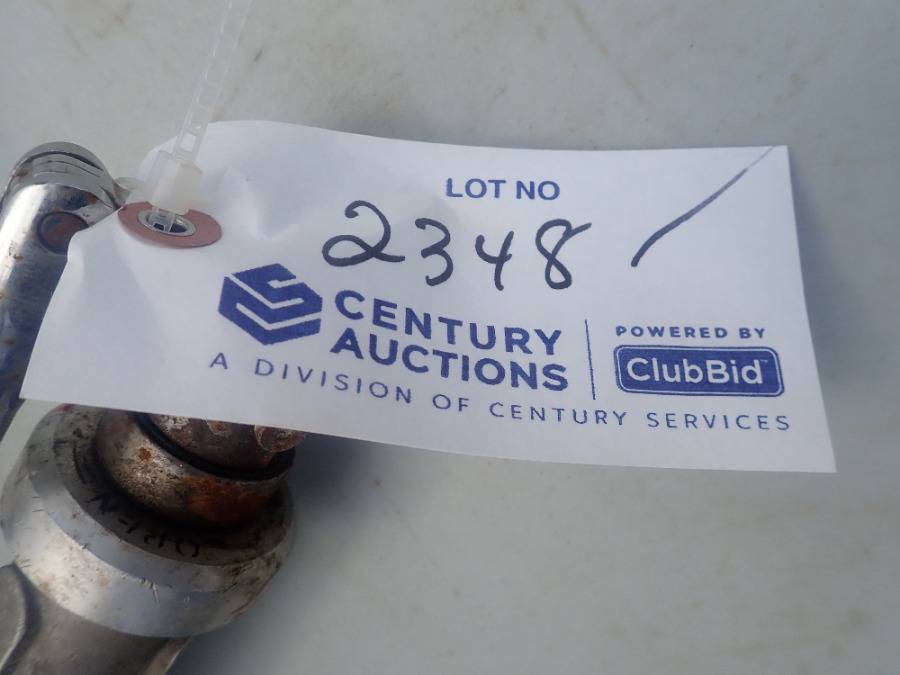 LOT NO
2348
CENTURY
AUCTIONS
A DIVISION OF CENTURY SERVICES
POWERED BY
ClubBid